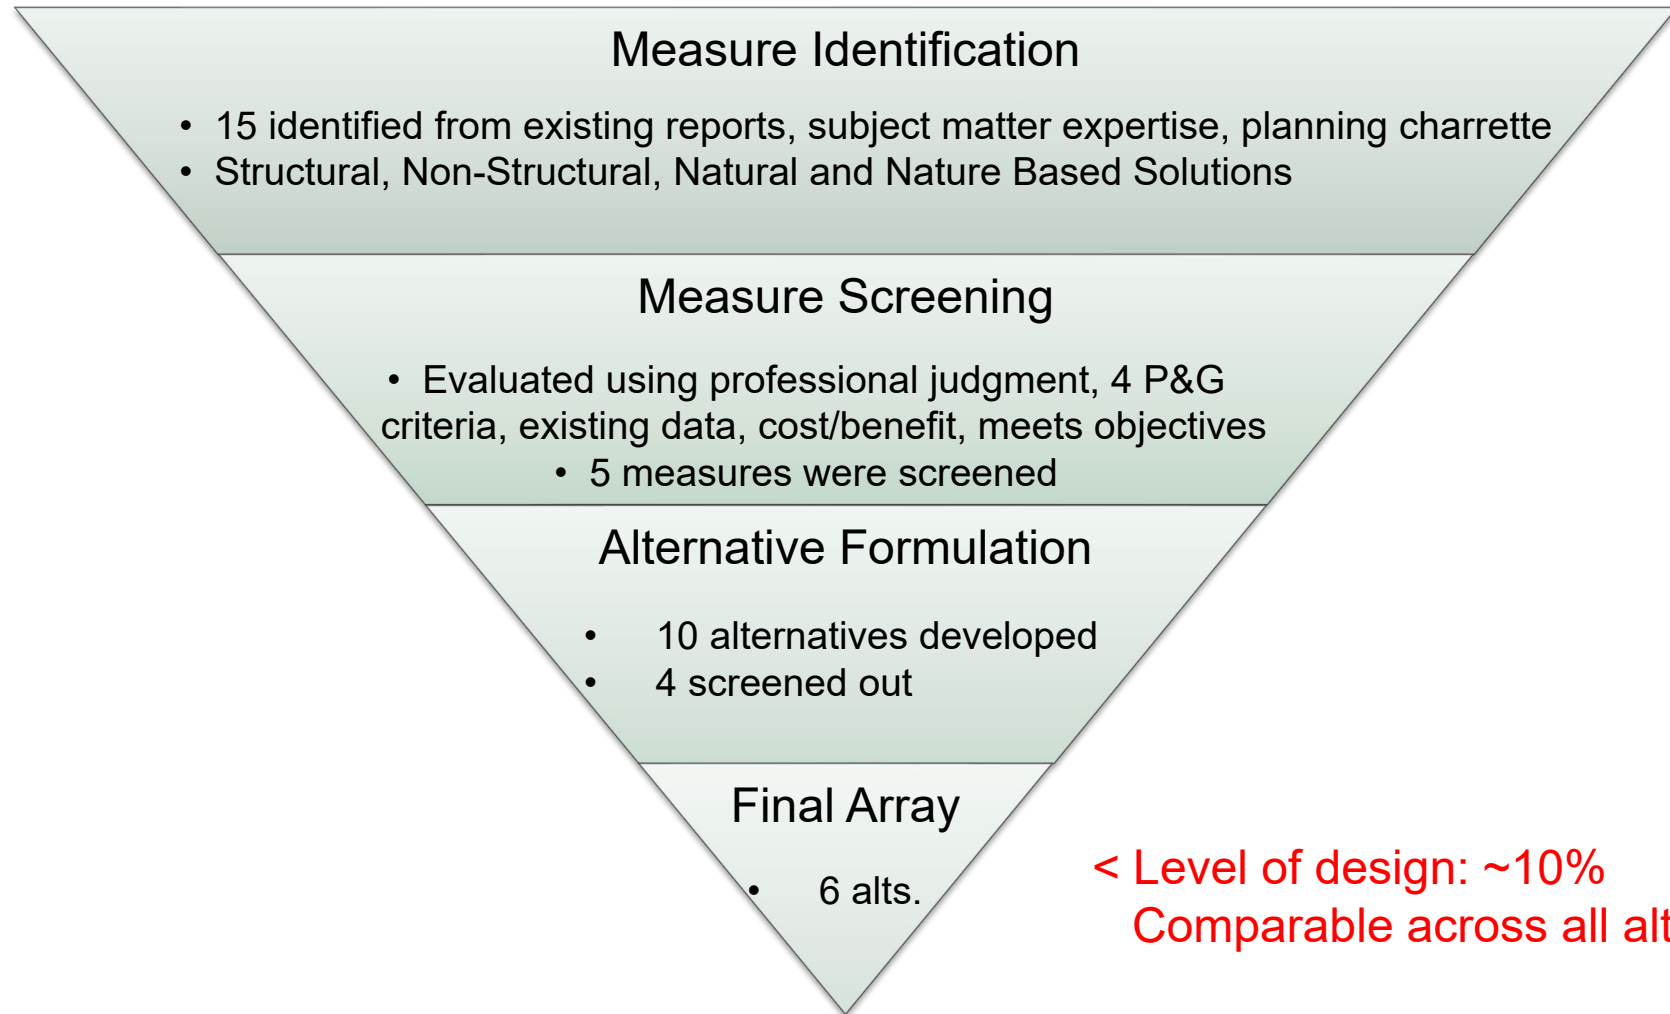 Measure Identification
• 15 identified from existing reports, subject matter expertise, planning charrette
• Structural, Non-Structural, Natural and Nature Based Solutions
Measure Screening
• Evaluated using professional judgment, 4 P&G
criteria, existing data, cost/benefit, meets objectives
• 5 measures were screened
Alternative Formulation
• 10 alternatives developed
• 4 screened out
Final Array
• 6 alts.
< Level of design: ~10%
Comparable across all alt